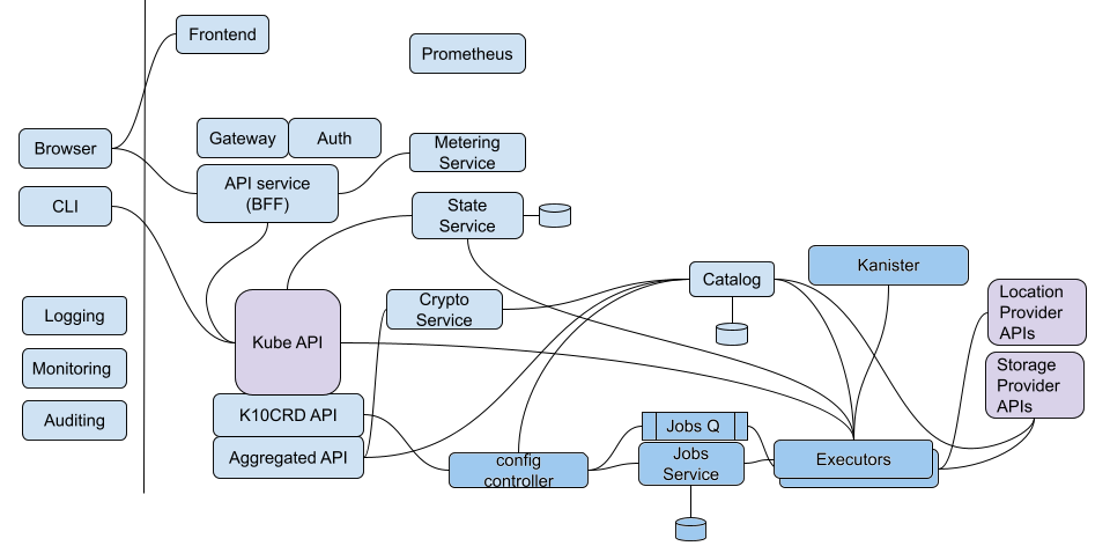 Frontend
Prometheus
Browser
Gateway
Auth
Metering
Service
CLI
API service
(BFF)
State
Service
Kanister
Catalog
Location
Provider
APIs
Logging
Crypto
Service
Kube API
Monitoring
Storage
Provider
APIs
Auditing
K10CRD API
Jobs Q
Aggregated API
config
controller
Jobs
Service
Executors